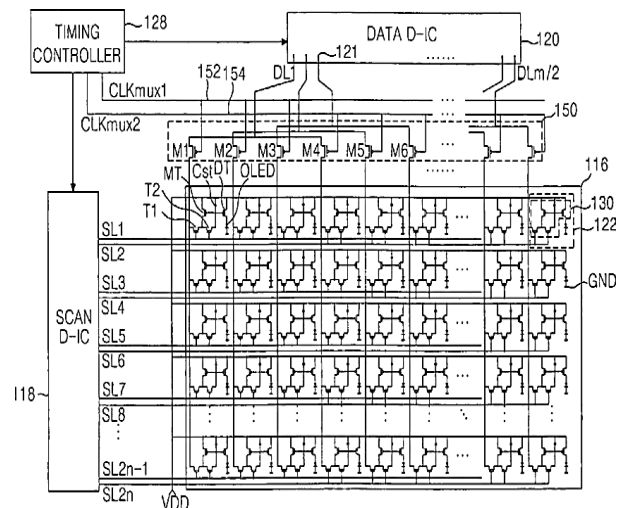 TIMING CONTROLLER
128
DATA D-IC
120
121
DL1
......
DLm/2
152
154
CLKmux1
CLKmux2
150
M1
M2
M3
M4
M5
M6
116
MT
Cst
DT
OLED
T2
T1
130
122
SL1
SL2
GND
SL3
SL4
SCAN D-IC
SL5
SL6
118
SL7
SL8
SL2n-1
SL2n
VDD